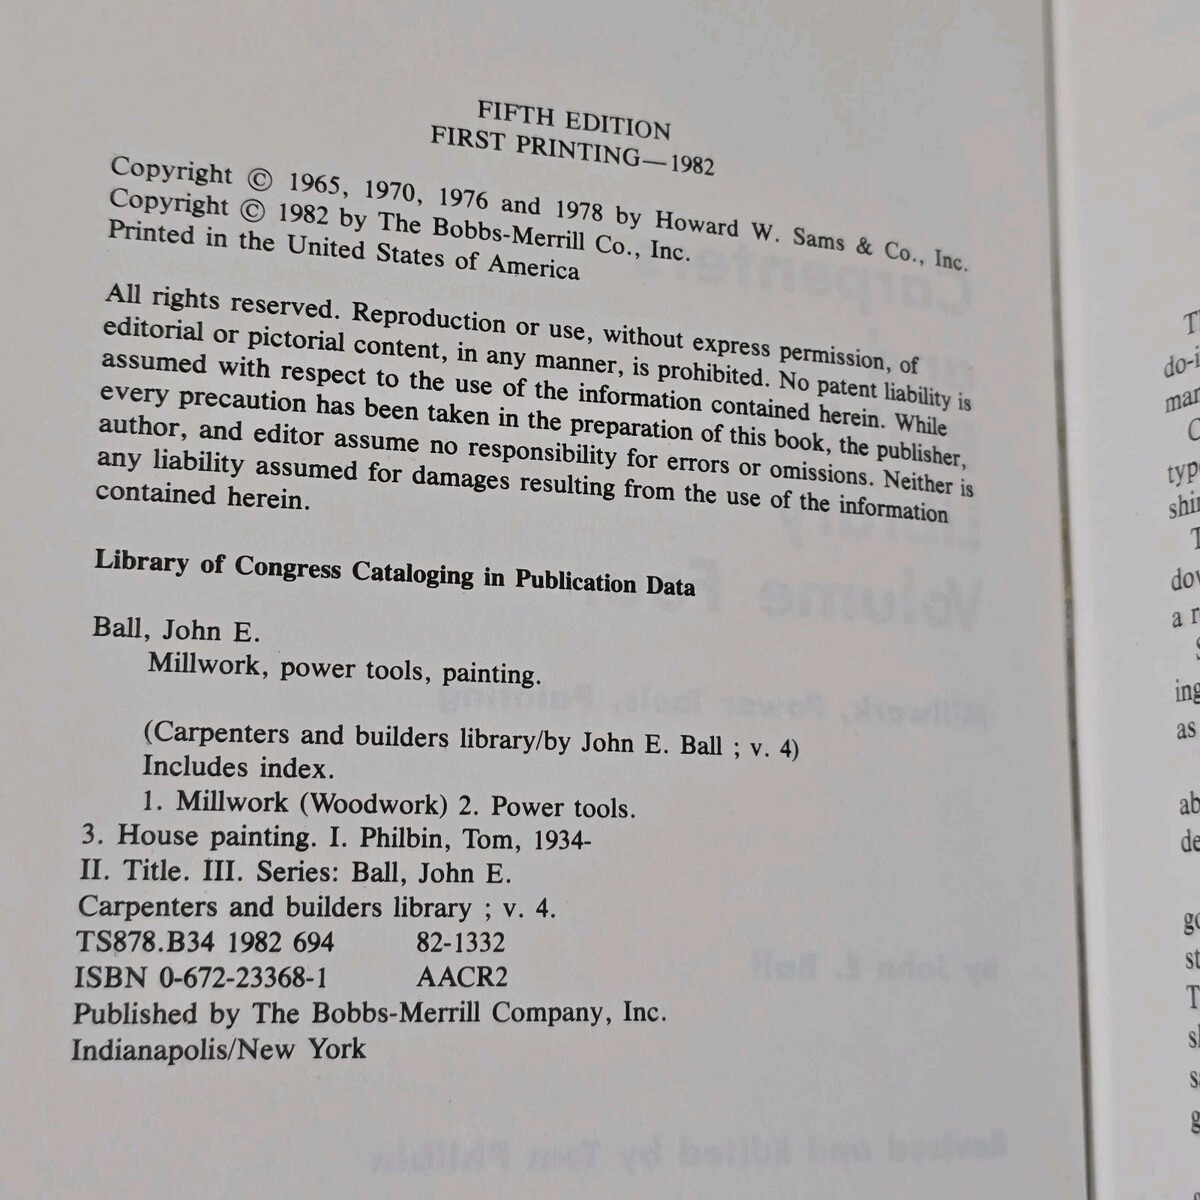 FIFTH EDITION
FIRST PRINTING—1982
Copyright © 1965, 1970, 1976 and 1978 by Howard W. Sams & Co., Inc.
Copyright © 1982 by The Bobbs-Merrill Co., Inc.
Printed in the United States of America
All rights reserved. Reproduction or use, without express permission, of
editorial or pictorial content, in any manner, is prohibited. No patent liability is
assumed with respect to the use of the information contained herein. While
every precaution has been taken in the preparation of this book, the publisher,
author, and editor assume no responsibility for errors or omissions. Neither is
any liability assumed for damages resulting from the use of the information
contained herein.
Library of Congress Cataloging in Publication Data
Ball, John E.
Millwork, power tools, painting.
(Carpenters and builders library/by John E. Ball ; v. 4)
Includes index.
1. Millwork (Woodwork) 2. Power tools.
3. House painting. I. Philbin, Tom, 1934-
II. Title. III. Series: Ball, John E.
Carpenters and builders library ; v. 4.
TS878.B34 1982 694 82-1332
ISBN 0-672-23368-1 AACR2
Published by The Bobbs-Merrill Company, Inc.
Indianapolis/New York